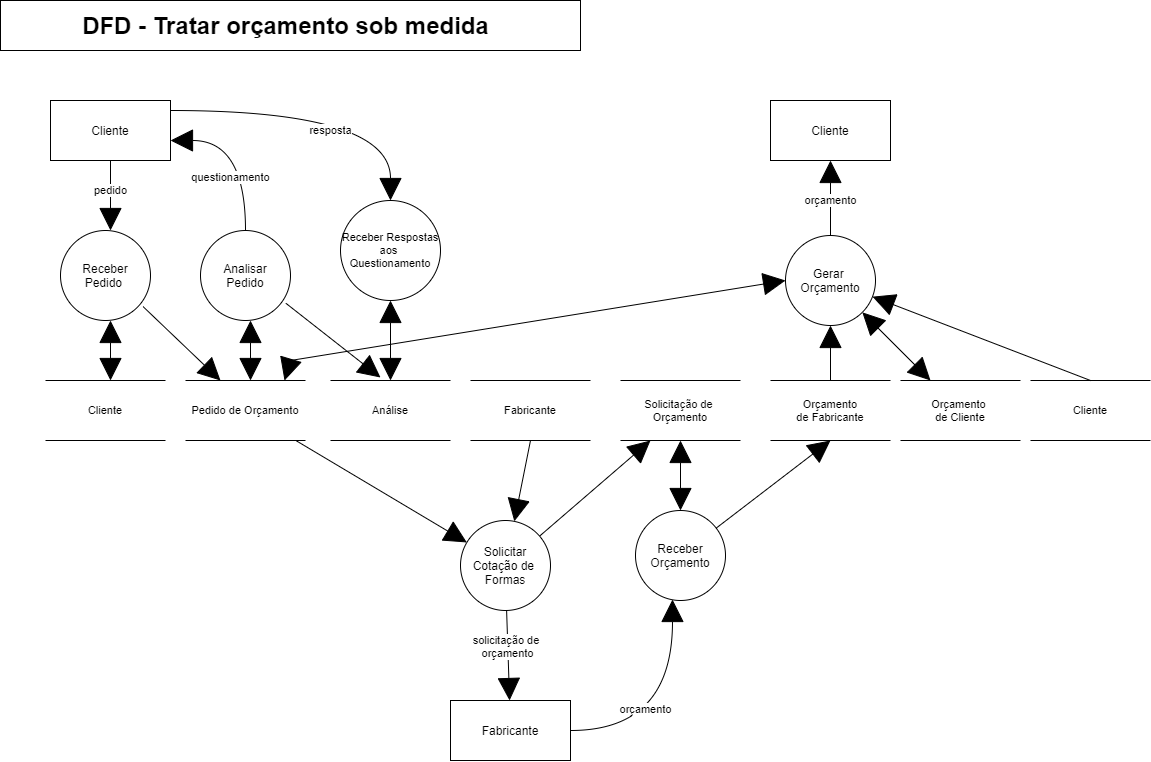 DFD - Tratar orçamento sob medida
Cliente
Cliente
resposta
questionamento
pedido
orçamento
Receber
Pedido
Analisar
Pedido
Receber Respostas
aos
Questionamento
Gerar
Orçamento
Cliente
Pedido de Orçamento
Análise
Fabricante
Solicitação de
Orçamento
Orçamento
de Fabricante
Orçamento
de Cliente
Cliente
Solicitar
Cotação de
Formas
Receber
Orçamento
solicitação de
orçamento
orçamento
Fabricante